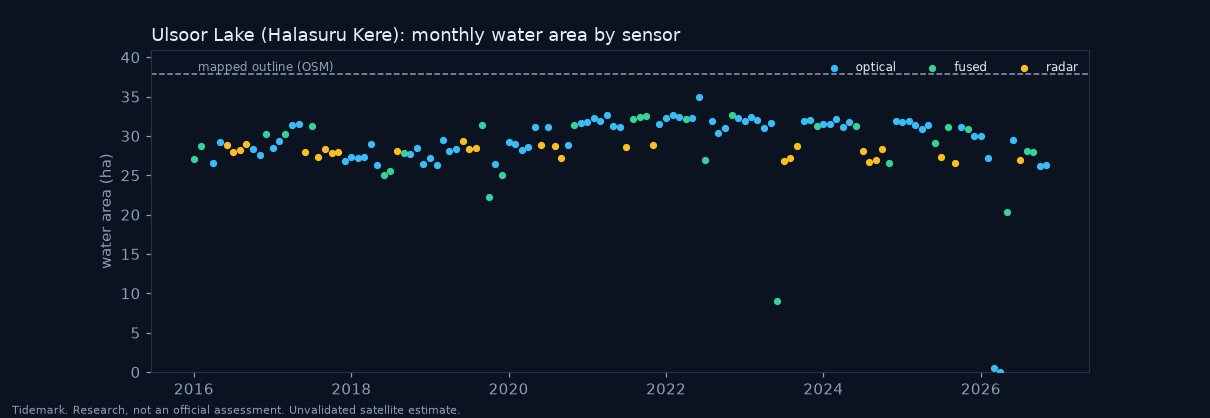 Ulsoor Lake (Halasuru Kere): monthly water area by sensor
40
mapped outline (OSM)
optical
fused
radar
35
30
25
20
15
10
5
0
water area (ha)
2016
2018
2020
2022
2024
2026
Tidemark. Research, not an official assessment. Unvalidated satellite estimate.